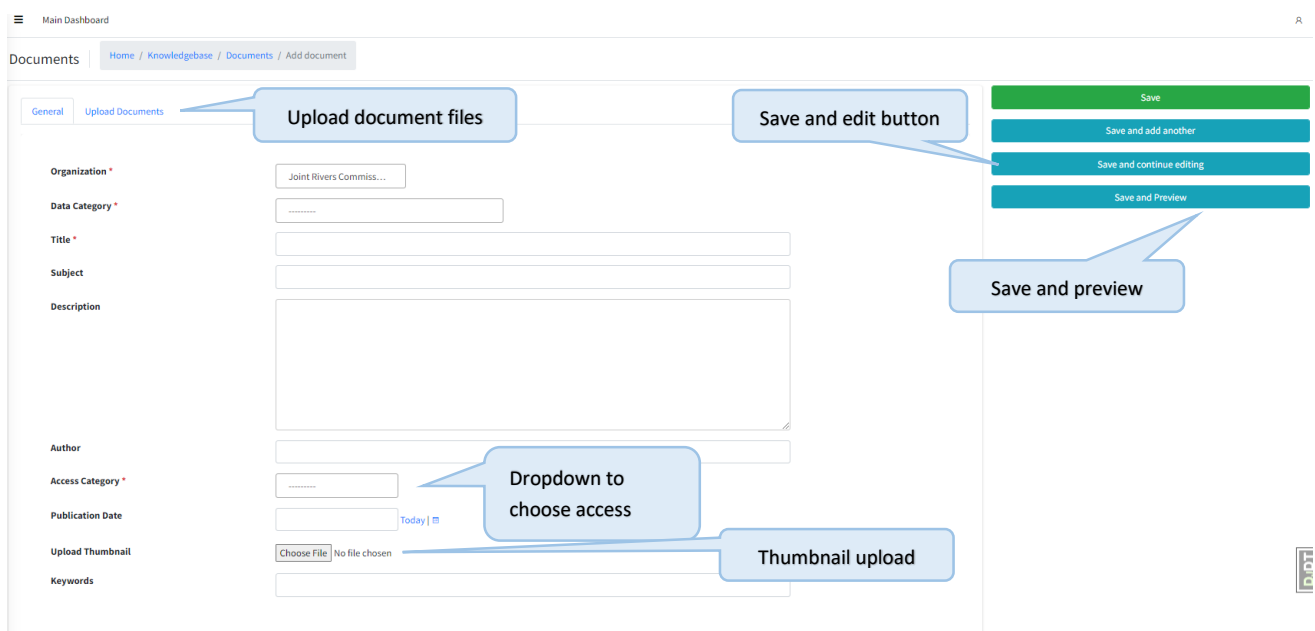 Main Dashboard
Documents
Home / Knowledgebase / Documents / Add document
General
Upload Documents
Upload document files
Save and edit button
Save
Save and add another
Save and continue editing
Save and Preview
Save and preview
Organization *
Joint Rivers Commiss...
Data Category *
---------
Title *
Subject
Description
Author
Access Category *
---------
Dropdown to
choose access
Publication Date
Today |
Upload Thumbnail
Choose File No file chosen
Thumbnail upload
Keywords
DJDT